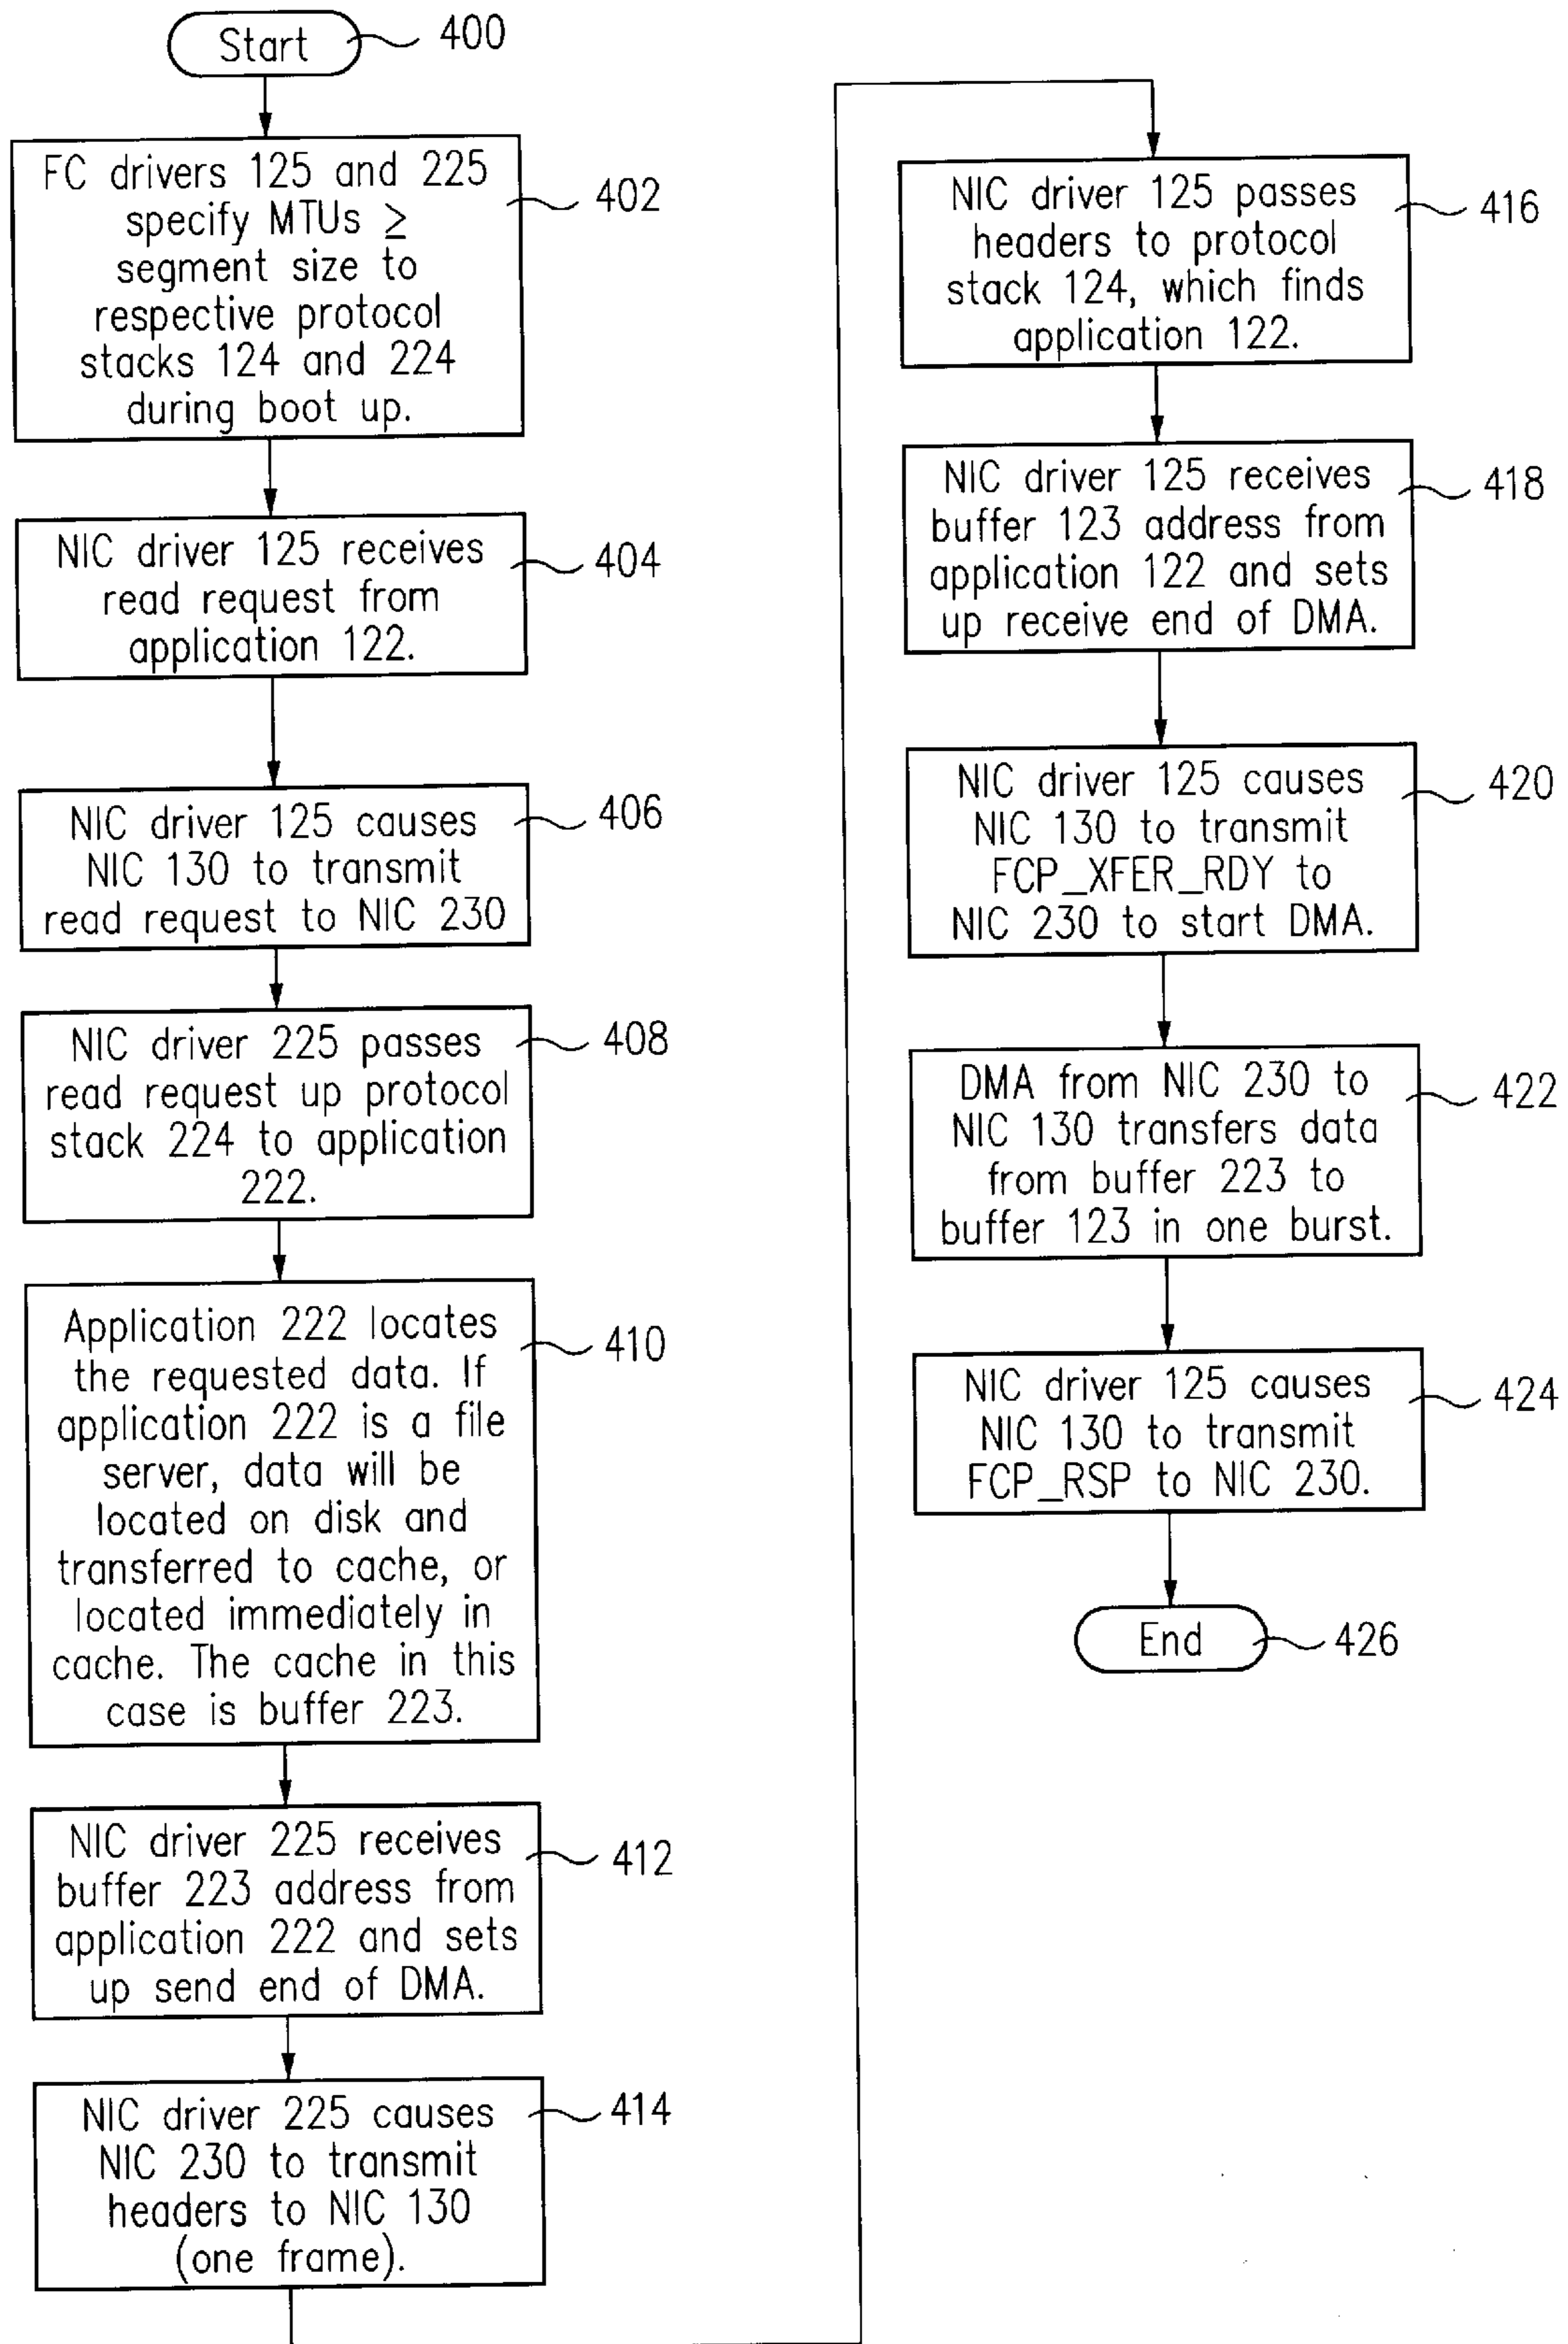 Start
400
FC drivers 125 and 225
specify MTUs ≥
segment size to
respective protocol
stacks 124 and 224
during boot up.
402
NIC driver 125 receives
read request from
application 122.
404
NIC driver 125 causes
NIC 130 to transmit
read request to NIC 230
406
NIC driver 225 passes
read request up protocol
stack 224 to application
222.
408
Application 222 locates
the requested data. If
application 222 is a file
server, data will be
located on disk and
transferred to cache, or
located immediately in
cache. The cache in this
case is buffer 223.
410
NIC driver 225 receives
buffer 223 address from
application 222 and sets
up send end of DMA.
412
NIC driver 225 causes
NIC 230 to transmit
headers to NIC 130
(one frame).
414
NIC driver 125 passes
headers to protocol
stack 124, which finds
application 122.
416
NIC driver 125 receives
buffer 123 address from
application 122 and sets
up receive end of DMA.
418
NIC driver 125 causes
NIC 130 to transmit
FCP_XFER_RDY to
NIC 230 to start DMA.
420
DMA from NIC 230 to
NIC 130 transfers data
from buffer 223 to
buffer 123 in one burst.
422
NIC driver 125 causes
NIC 130 to transmit
FCP_RSP to NIC 230.
424
End
426